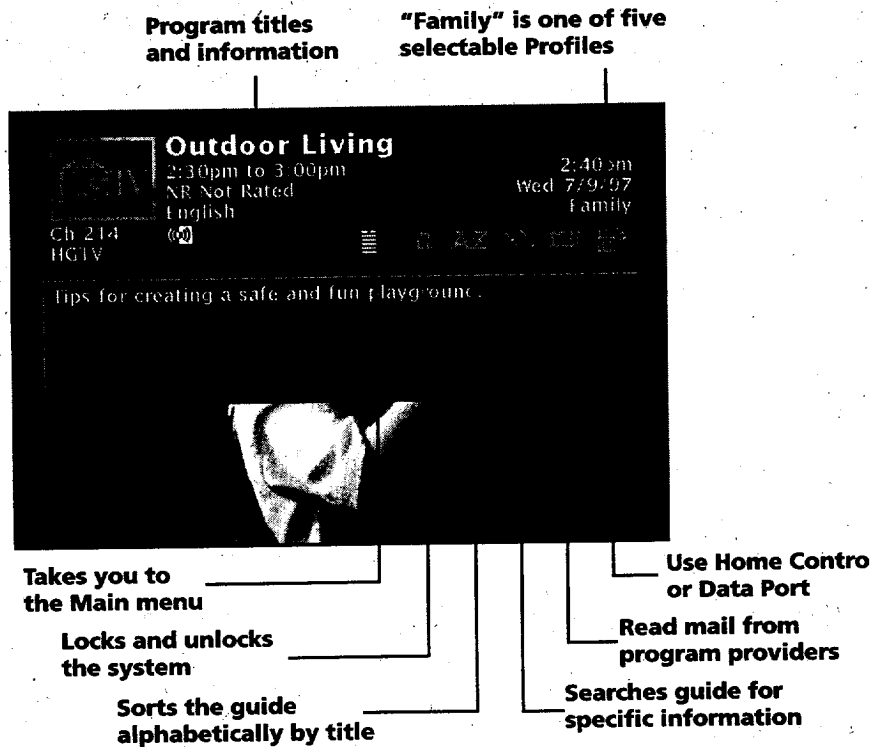 Program titles
and information
"Family" is one of five
selectable Profiles
Outdoor Living
2:30pm to 3:00pm
NR Not Rated
English
2:40pm
Wed 7/9/97
Family
Ch 214
HGTV
AZ
Tips for creating a safe and fun playground.
Takes you to
the Main menu
Locks and unlocks
the system
Sorts the guide
alphabetically by title
Use Home Contro
or Data Port
Read mail from
program providers
Searches guide for
specific information